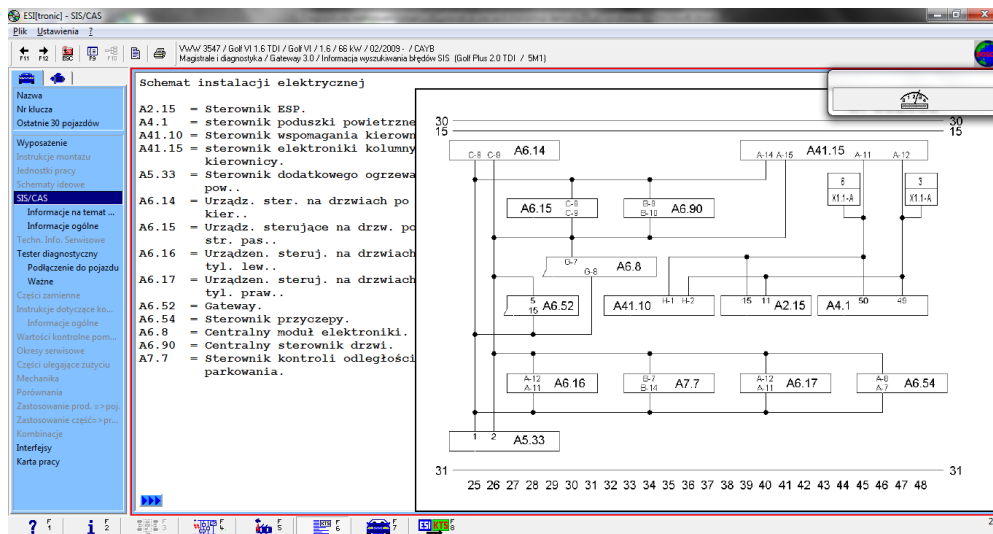 ESI[tronic] - SIS/CAS
Plik Ustawienia ?
F11 F12 ESC F9 F10
VWW 3547 / Golf VI 1.6 TDI / Golf VI / 1.6 / 66 kW / 02/2009 - / CAYB
Magistrale i diagnostyka / Gateway 3.0 / Informacja wyszukiwania błędów SIS (Golf Plus 2.0 TDI / 5M1)
Nazwa
Nr klucza
Ostatnie 30 pojazdów
Wyposażenie
Instrukcje montażu
Jednostki pracy
Schematy ideowe
SIS/CAS
Informacje na temat ...
Informacje ogólne
Techn. Info. Serwisowe
Tester diagnostyczny
Podłączenie do pojazdu
Ważne
Części zamienne
Instrukcje dotyczące ko...
Informacje ogólne
Wartości kontrolne pom...
Okresy serwisowe
Części ulegające zużyciu
Mechanika
Porównania
Zastosowanie prod. =>poj.
Zastosowanie część=>pr...
Kombinacje
Interfejsy
Karta pracy
Schemat instalacji elektrycznej
A2.15 = Sterownik ESP.
A4.1 = sterownik poduszki powietrzne
A41.10 = Sterownik wspomagania kierown
A41.15 = sterownik elektroniki kolumny
kierownicy.
A5.33 = Sterownik dodatkowego ogrzewa
pow..
A6.14 = Urządz. ster. na drzwiach po
kier..
A6.15 = Urządz. sterujące na drzw. po
str. pas..
A6.16 = Urządzen. steruj. na drzwiach
tyl. lew..
A6.17 = Urządzen. steruj. na drzwiach
tyl. praw..
A6.52 = Gateway.
A6.54 = Sterownik przyczepy.
A6.8 = Centralny moduł elektroniki.
A6.90 = Centralny sterownik drzwi.
A7.7 = Sterownik kontroli odległości
parkowania.
30 30
15
C-8 C-9 A6.14 A-14 A-15 A41.15 A-11 A-12
6 3
X1.1-A X1.1-A
A6.15 C-8 B-9 A6.90
C-9 B-10
G-7 A6.8
G-8
5 A6.52 A41.10 H-1 H-2 15 11 A2.15 A4.1 50 49
15
A-12 A6.16 B-7 A7.7 A-12 A6.17 A-8 A6.54
A-11 B-14 A-11 A-7
1 2 A5.33
31 31
25 26 27 28 29 30 31 32 33 34 35 36 37 38 39 40 41 42 43 44 45 46 47 48
? F1 i F2 F3 F4 F5 KTS F6 F7 ESI KTS F8